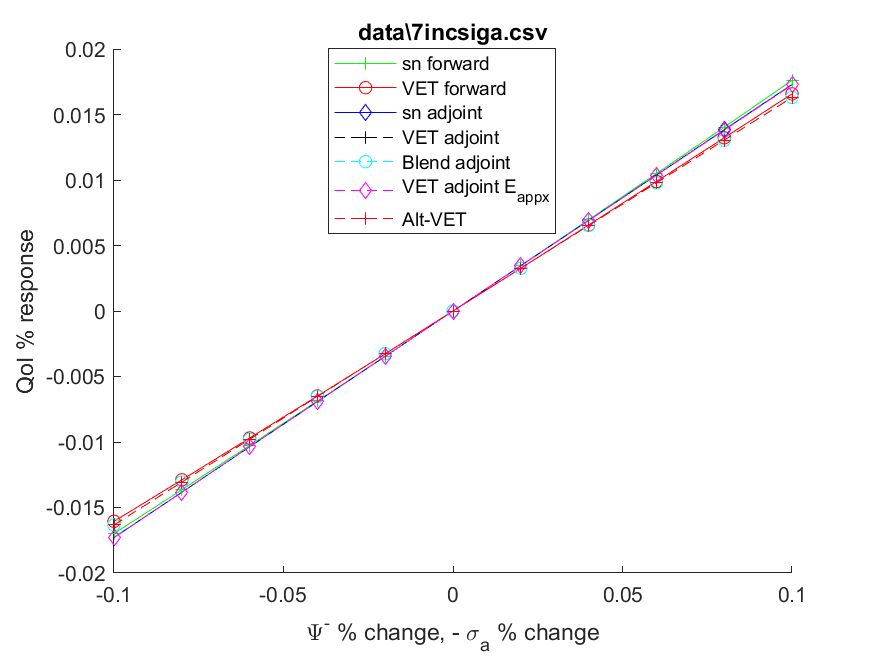 data\7incsiga.csv
sn forward
VET forward
sn adjoint
VET adjoint
Blend adjoint
VET adjoint E_appx
Alt-VET
QoI % response
0.02
0.015
0.01
0.005
0
-0.005
-0.01
-0.015
-0.02
-0.1
-0.05
0
0.05
0.1
Ψ⁻ % change, - σ_a % change